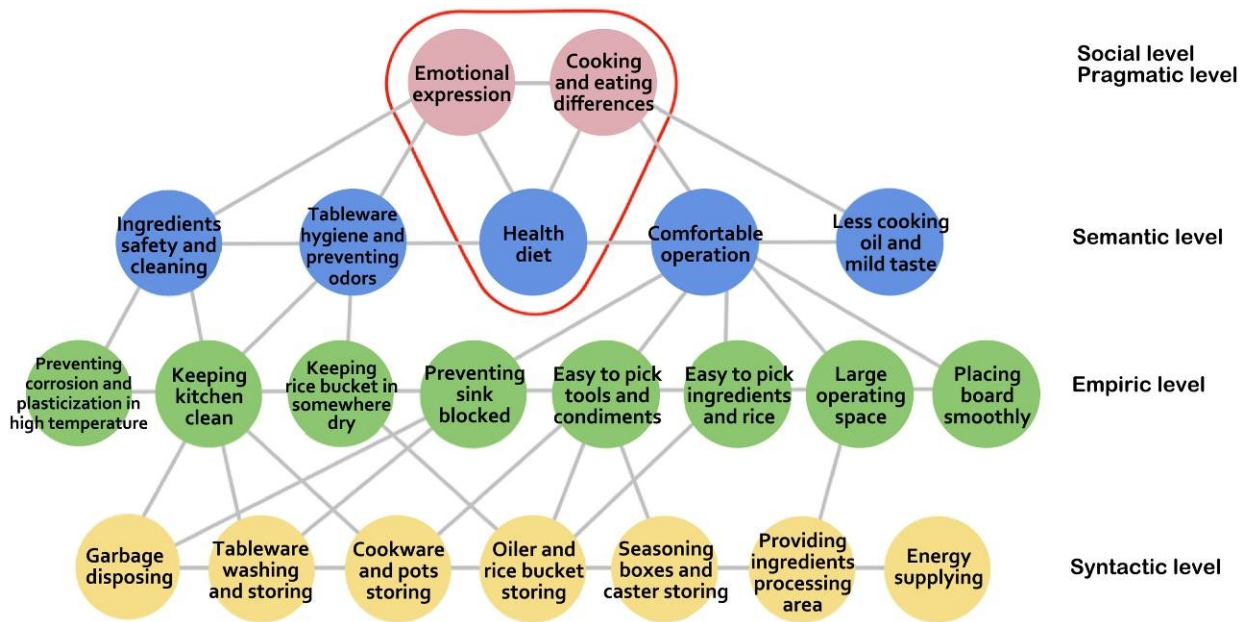 Emotional
expression
Cooking
and eating
differences
Social level
Pragmatic level
Ingredients
safety and
cleaning
Tableware
hygiene and
preventing
odors
Health
diet
Comfortable
operation
Less cooking
oil and
mild taste
Semantic level
Preventing
corrosion and
plasticization in
high temperature
Keeping
kitchen
clean
Keeping
rice bucket in
somewhere
dry
Preventing
sink
blocked
Easy to pick
tools and
condiments
Easy to pick
ingredients
and rice
Large
operating
space
Placing
board
smoothly
Empiric level
Garbage
disposing
Tableware
washing
and storing
Cookware
and pots
storing
Oiler and
rice bucket
storing
Seasoning
boxes and
caster storing
Providing
ingredients
processing
area
Energy
supplying
Syntactic level